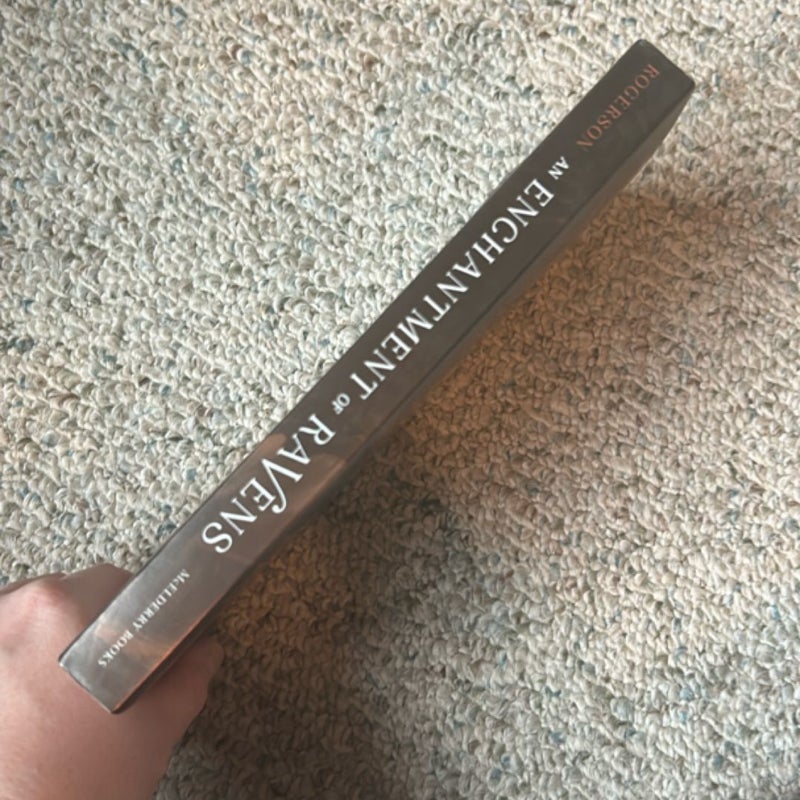 ROGERSON
AN ENCHANTMENT OF RAVENS
McELDERRY BOOKS